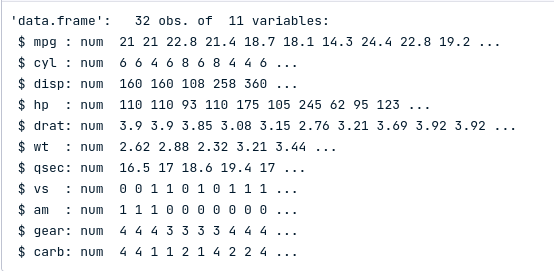 'data.frame':   32 obs. of  11 variables:
 $ mpg : num  21 21 22.8 21.4 18.7 18.1 14.3 24.4 22.8 19.2 ...
 $ cyl : num  6 6 4 6 8 6 8 4 4 6 ...
 $ disp: num  160 160 108 258 360 ...
 $ hp  : num  110 110 93 110 175 105 245 62 95 123 ...
 $ drat: num  3.9 3.9 3.85 3.08 3.15 2.76 3.21 3.69 3.92 3.92 ...
 $ wt  : num  2.62 2.88 2.32 3.21 3.44 ...
 $ qsec: num  16.5 17 18.6 19.4 17 ...
 $ vs  : num  0 0 1 1 0 1 0 1 1 1 ...
 $ am  : num  1 1 1 0 0 0 0 0 0 0 ...
 $ gear: num  4 4 4 3 3 3 3 4 4 4 ...
 $ carb: num  4 4 1 1 2 1 4 2 2 4 ...